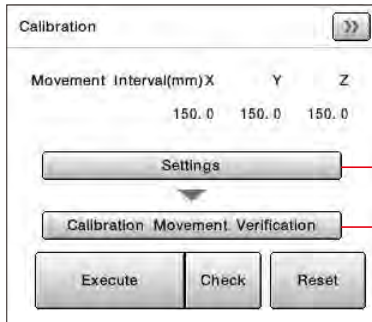 Calibration »
Movement Interval(mm)X Y Z
150.0 150.0 150.0
Settings
Calibration Movement Verification
Execute Check Reset